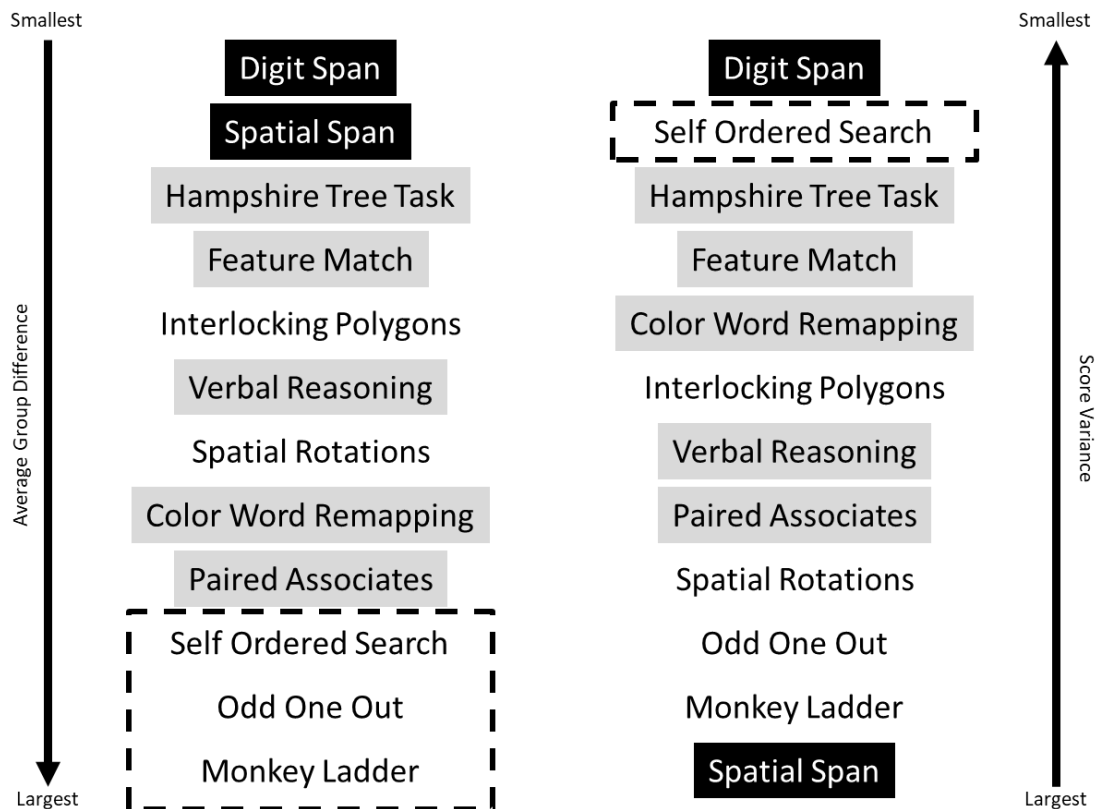 Smallest
Digit Span
Spatial Span
Hampshire Tree Task
Feature Match
Interlocking Polygons
Verbal Reasoning
Spatial Rotations
Color Word Remapping
Paired Associates
Self Ordered Search
Odd One Out
Monkey Ladder
Average Group Difference
Largest
Smallest
Digit Span
Self Ordered Search
Hampshire Tree Task
Feature Match
Color Word Remapping
Interlocking Polygons
Verbal Reasoning
Paired Associates
Spatial Rotations
Odd One Out
Monkey Ladder
Spatial Span
Score Variance
Largest